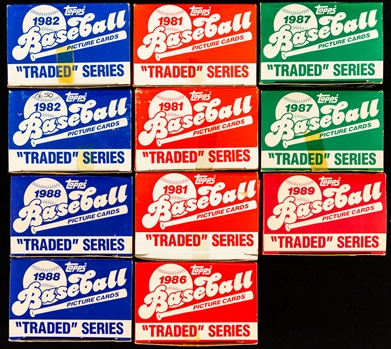 Topps
1982
Baseball
PICTURE CARDS
"TRADED" SERIES
Topps
1981
Baseball
PICTURE CARDS
"TRADED" SERIES
Topps
1987
Baseball
PICTURE CARDS
"TRADED" SERIES
Topps
1982
Baseball
PICTURE CARDS
"TRADED" SERIES
Topps
Baseball
PICTURE CARDS
"TRADED" SERIES
Topps
1987
Baseball
PICTURE CARDS
"TRADED" SERIES
Topps
1988
Baseball
PICTURE CARDS
"TRADED" SERIES
Topps
1981
Baseball
PICTURE CARDS
"TRADED" SERIES
Topps
1989
Baseball
PICTURE CARDS
"TRADED" SERIES
Topps
1988
Baseball
PICTURE CARDS
"TRADED" SERIES
Topps
1986
Baseball
PICTURE CARDS
"TRADED" SERIES